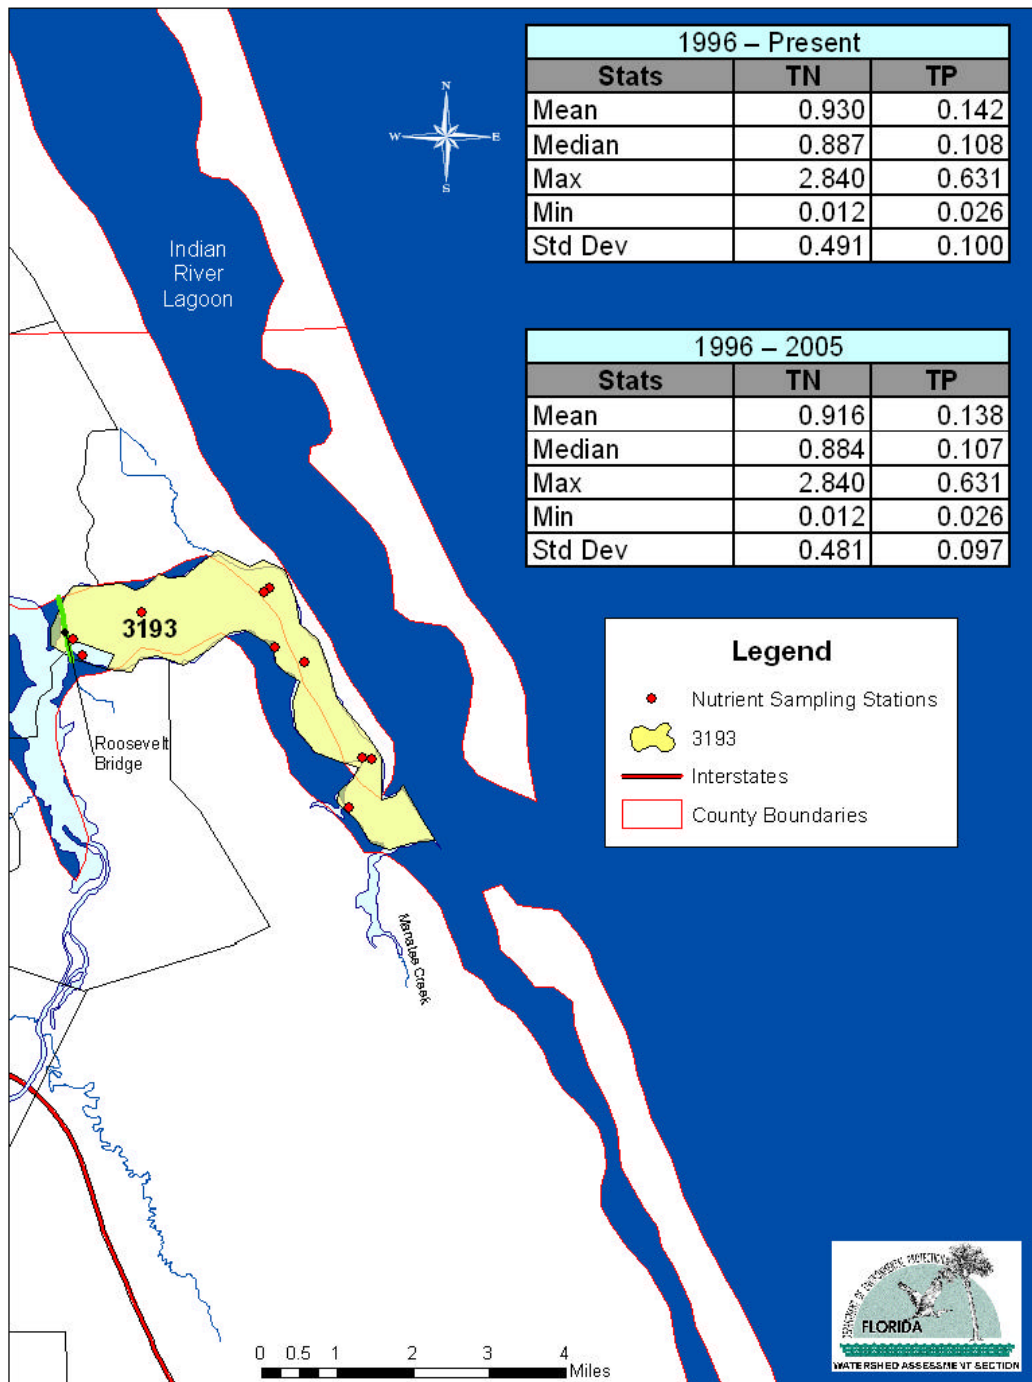 1996 – Present
Stats TN TP
Mean 0.930 0.142
Median 0.887 0.108
Max 2.840 0.631
Min 0.012 0.026
Std Dev 0.491 0.100
N
W E
S
Indian
River
Lagoon
1996 – 2005
Stats TN TP
Mean 0.916 0.138
Median 0.884 0.107
Max 2.840 0.631
Min 0.012 0.026
Std Dev 0.481 0.097
3193
Roosevelt
Bridge
Legend
Nutrient Sampling Stations
3193
Interstates
County Boundaries
Manatee Creek
0 0.5 1 2 3 4
Miles
DEPARTMENT OF ENVIRONMENTAL PROTECTION
FLORIDA
WATERSHED ASSESSMENT SECTION